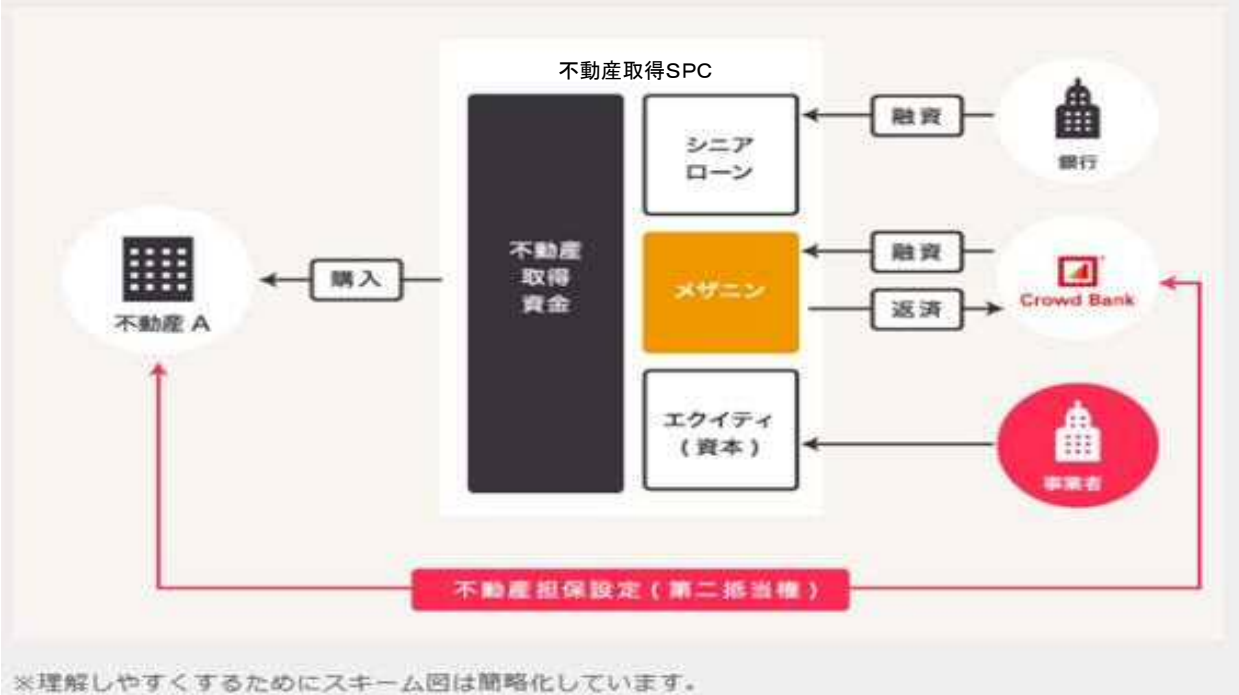 不動産取得SPC
不動産
取得
資金
シニア
ローン
融資
銀行
購入
不動産 A
メザニン
融資
返済
Crowd Bank
エクイティ
(資本)
事業者
不動産担保設定(第二抵当権)
※理解しやすくするためにスキーム図は簡略化しています。